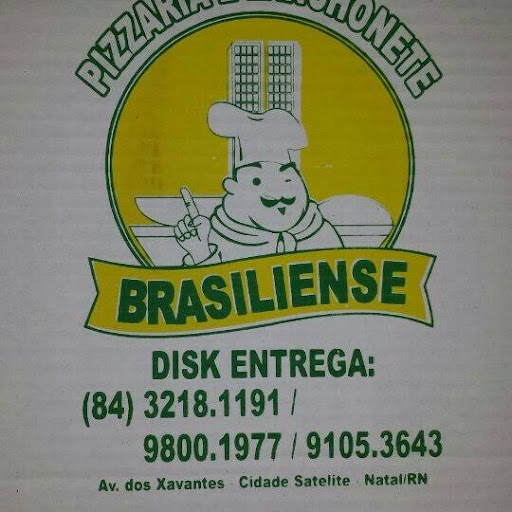 PIZZARIA E LANCHONETE
BRASILIENSE
DISK ENTREGA:
(84) 3218.1191 /
9800.1977 / 9105.3643
Av. dos Xavantes - Cidade Satelite - Natal/RN